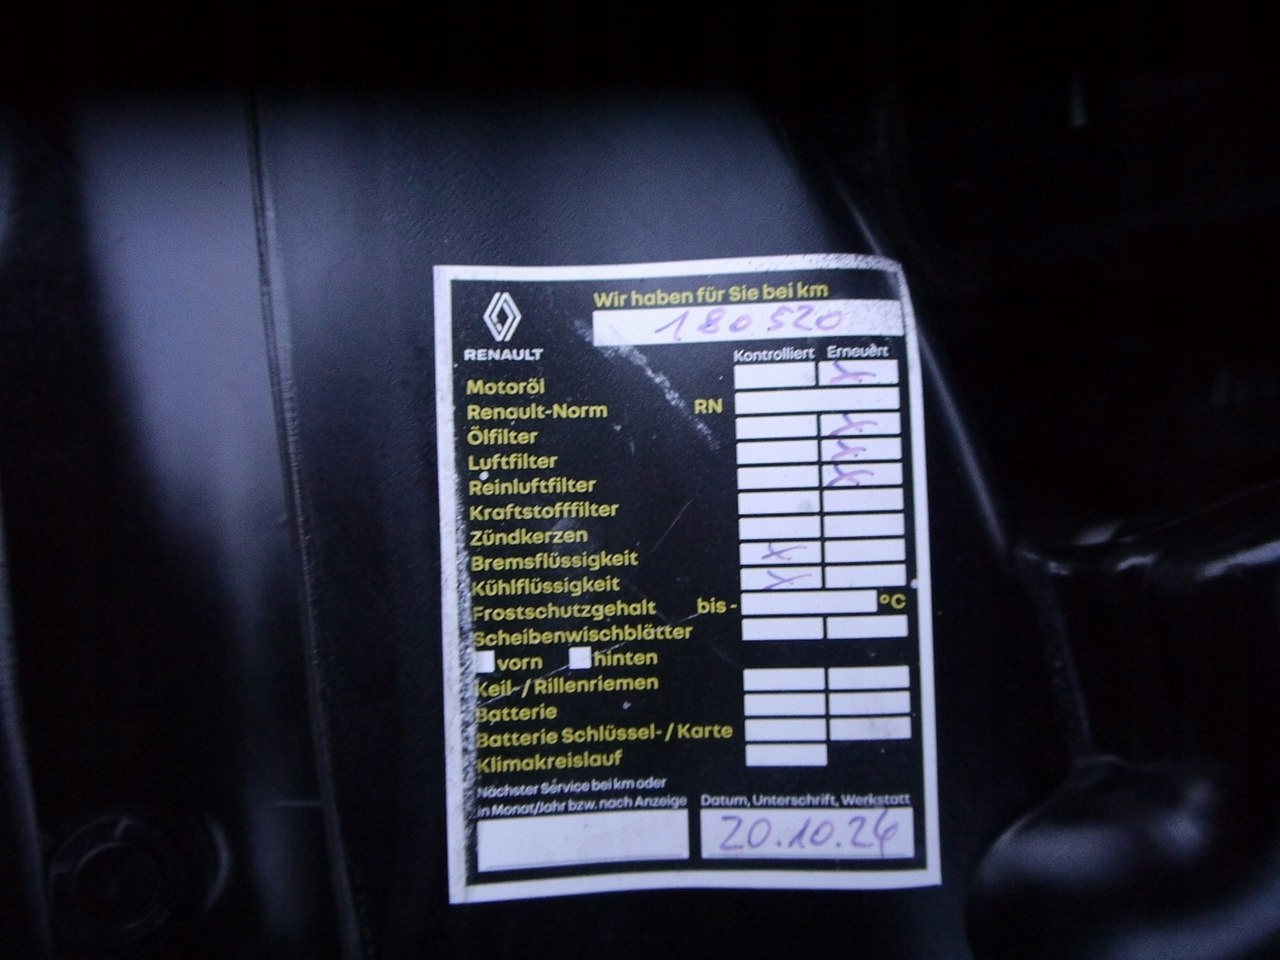 Wir haben für Sie bei km
180 520
RENAULT
Kontrolliert Erneuert
Motoröl X
Renault-Norm RN
Ölfilter X
Luftfilter X
Reinluftfilter X
Kraftstofffilter
Zündkerzen
Bremsflüssigkeit X
Kühlflüssigkeit X
Frostschutzgehalt bis - °C
Scheibenwischblätter
vorn hinten
Keil-/Rillenriemen
Batterie
Batterie Schlüssel-/Karte
Klimakreislauf
Nächster Service bei km oder
in Monat/Jahr bzw. nach Anzeige
Datum, Unterschrift, Werkstatt
20.10.24